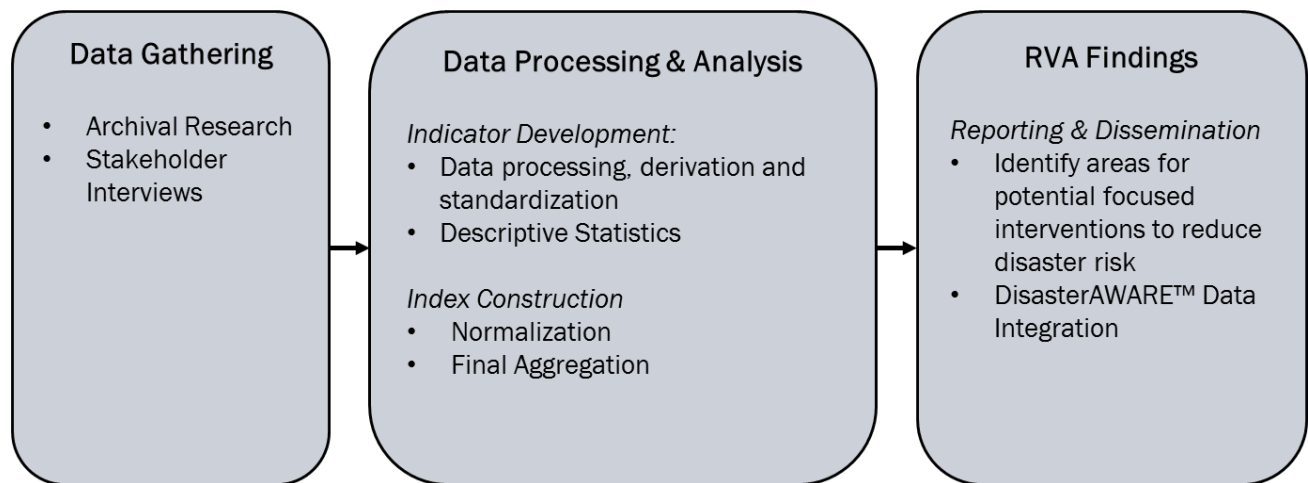 Data Gathering
• Archival Research
• Stakeholder
Interviews
Data Processing & Analysis
Indicator Development:
• Data processing, derivation and
standardization
• Descriptive Statistics
Index Construction
• Normalization
• Final Aggregation
RVA Findings
Reporting & Dissemination
• Identify areas for
potential focused
interventions to reduce
disaster risk
• DisasterAWARE™ Data
Integration